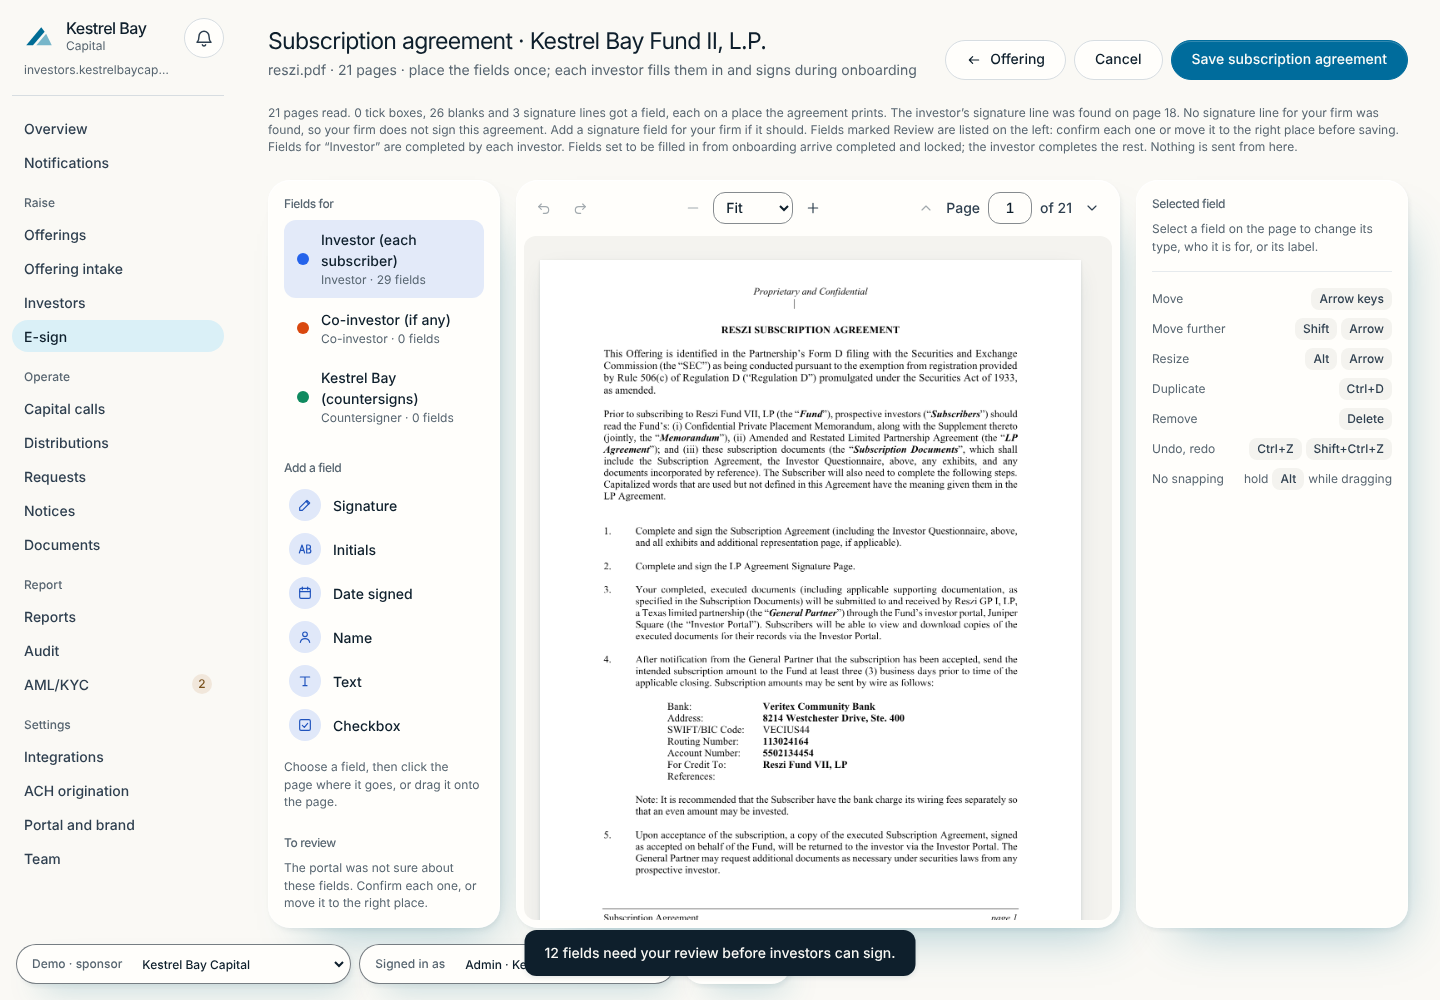 Kestrel Bay
Capital
investors.kestrelbaycap...
Overview
Notifications
Raise
Offerings
Offering intake
Investors
E-sign
Operate
Capital calls
Distributions
Requests
Notices
Documents
Report
Reports
Audit
AML/KYC
2
Settings
Integrations
ACH origination
Portal and brand
Team
Subscription agreement · Kestrel Bay Fund II, L.P.
reszi.pdf · 21 pages · place the fields once; each investor fills them in and signs during onboarding
← Offering
Cancel
Save subscription agreement
21 pages read. 0 tick boxes, 26 blanks and 3 signature lines got a field, each on a place the agreement prints. The investor’s signature line was found on page 18. No signature line for your firm was
found, so your firm does not sign this agreement. Add a signature field for your firm if it should. Fields marked Review are listed on the left: confirm each one or move it to the right place before saving.
Fields for “Investor” are completed by each investor. Fields set to be filled in from onboarding arrive completed and locked; the investor completes the rest. Nothing is sent from here.
Fields for
Investor (each
subscriber)
Investor · 29 fields
Co-investor (if any)
Co-investor · 0 fields
Kestrel Bay
(countersigns)
Countersigner · 0 fields
Add a field
Signature
AB Initials
Date signed
Name
Text
Checkbox
Choose a field, then click the
page where it goes, or drag it onto
the page.
To review
The portal was not sure about
these fields. Confirm each one, or
move it to the right place.
Fit
Page 1 of 21
Proprietary and Confidential
RESZI SUBSCRIPTION AGREEMENT
This Offering is identified in the Partnership’s Form D filing with the Securities and Exchange
Commission (the “SEC”) as being conducted pursuant to the exemption from registration provided
by Rule 506(c) of Regulation D (“Regulation D”) promulgated under the Securities Act of 1933,
as amended.
Prior to subscribing to Reszi Fund VII, LP (the “Fund”), prospective investors (“Subscribers”) should
read the Fund’s: (i) Confidential Private Placement Memorandum, along with the Supplement thereto
(jointly, the “Memorandum”), (ii) Amended and Restated Limited Partnership Agreement (the “LP
Agreement”); and (iii) these subscription documents (the “Subscription Documents”, which shall
include the Subscription Agreement, the Investor Questionnaire, above, any exhibits, and any
documents incorporated by reference). The Subscriber will also need to complete the following steps.
Capitalized words that are used but not defined in this Agreement have the meaning given them in the
LP Agreement.
1. Complete and sign the Subscription Agreement (including the Investor Questionnaire, above,
and all exhibits and additional representation page, if applicable).
2. Complete and sign the LP Agreement Signature Page.
3. Your completed, executed documents (including applicable supporting documentation, as
specified in the Subscription Documents) will be submitted to and received by Reszi GP I, LP,
a Texas limited partnership (the “General Partner”) through the Fund’s investor portal, Juniper
Square (the “Investor Portal”). Subscribers will be able to view and download copies of the
executed documents for their records via the Investor Portal.
4. After notification from the General Partner that the subscription has been accepted, send the
intended subscription amount to the Fund at least three (3) business days prior to time of the
applicable closing. Subscription amounts may be sent by wire as follows:
Bank: Veritex Community Bank
Address: 8214 Westchester Drive, Ste. 400
SWIFT/BIC Code: VECIUS44
Routing Number: 113024164
Account Number: 5502134454
For Credit To: Reszi Fund VII, LP
References:
Note: It is recommended that the Subscriber have the bank charge its wiring fees separately so
that an even amount may be invested.
5. Upon acceptance of the subscription, a copy of the executed Subscription Agreement, signed
as accepted on behalf of the Fund, will be returned to the investor via the Investor Portal. The
General Partner may request additional documents as necessary under securities laws from any
prospective investor.
Subscription Agreement page 1
Selected field
Select a field on the page to change its
type, who it is for, or its label.
Move Arrow keys
Move further Shift Arrow
Resize Alt Arrow
Duplicate Ctrl+D
Remove Delete
Undo, redo Ctrl+Z Shift+Ctrl+Z
No snapping hold Alt while dragging
Demo · sponsor Kestrel Bay Capital
Signed in as Admin · Ke
12 fields need your review before investors can sign.